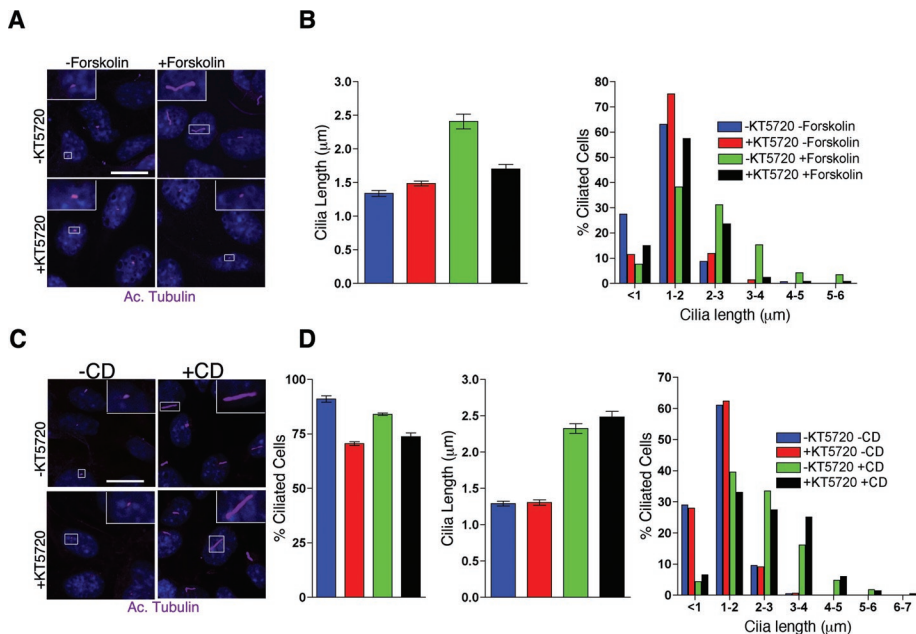 A
-Forskolin +Forskolin
-KT5720
+KT5720
Ac. Tubulin
B
Cilia Length (μm)
3.0
2.5
2.0
1.5
1.0
0.5
0.0
% Ciliated Cells
80
70
60
50
40
30
20
10
0
-KT5720 -Forskolin
+KT5720 -Forskolin
-KT5720 +Forskolin
+KT5720 +Forskolin
<1 1-2 2-3 3-4 4-5 5-6
Cilia length (μm)
C
-CD +CD
-KT5720
+KT5720
Ac. Tubulin
D
% Ciliated Cells
100
75
50
25
0
Cilia Length (μm)
3.0
2.5
2.0
1.5
1.0
0.5
0.0
% Ciliated Cells
70
60
50
40
30
20
10
0
-KT5720 -CD
+KT5720 -CD
-KT5720 +CD
+KT5720 +CD
<1 1-2 2-3 3-4 4-5 5-6 6-7
Ciia length (μm)